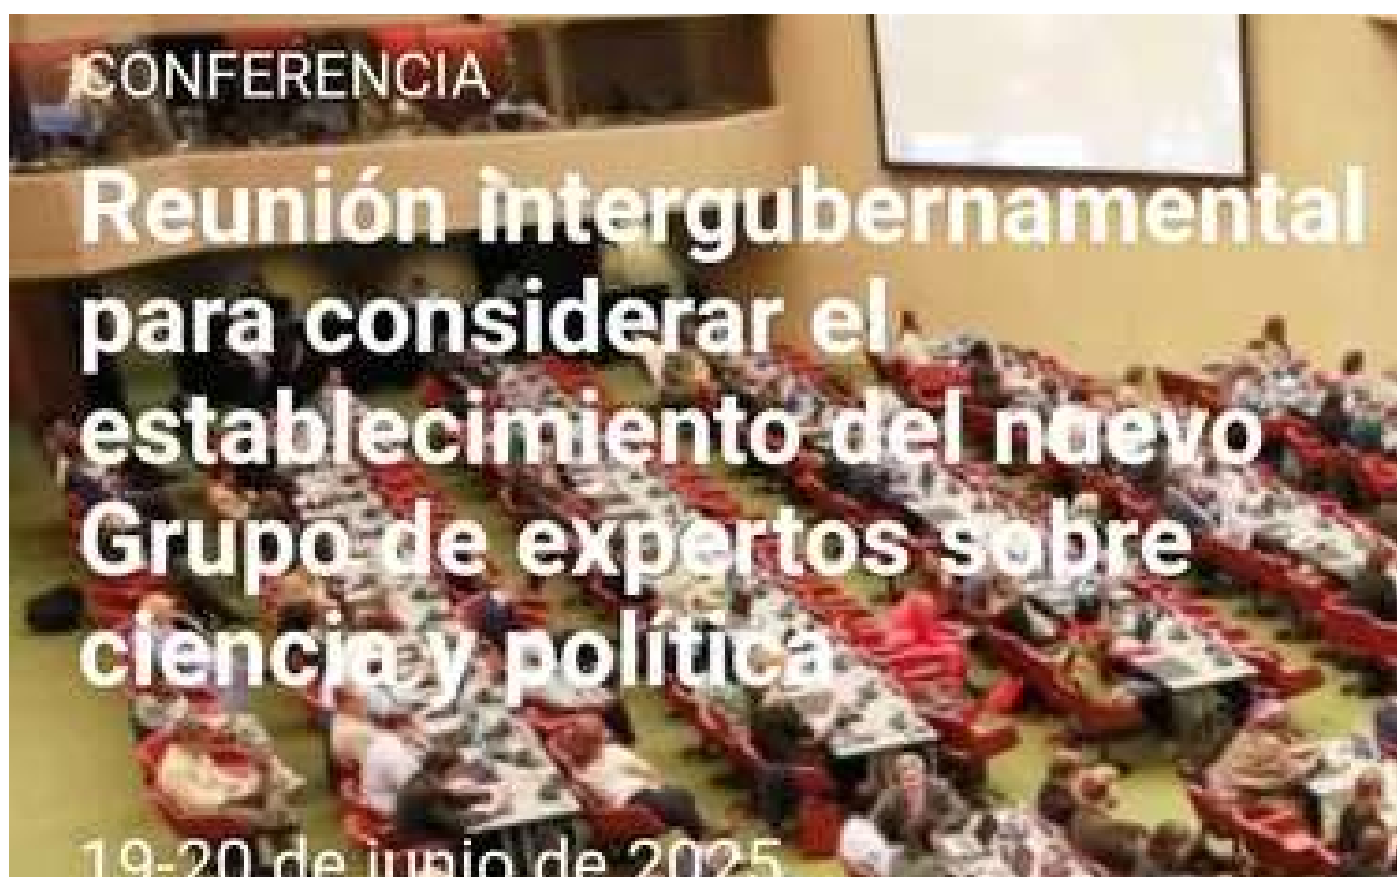 CONFERENCIA
Reunión intergubernamental
para considerar el
establecimiento del nuevo
Grupo de expertos sobre
ciencia y política
19-20 de junio de 2025